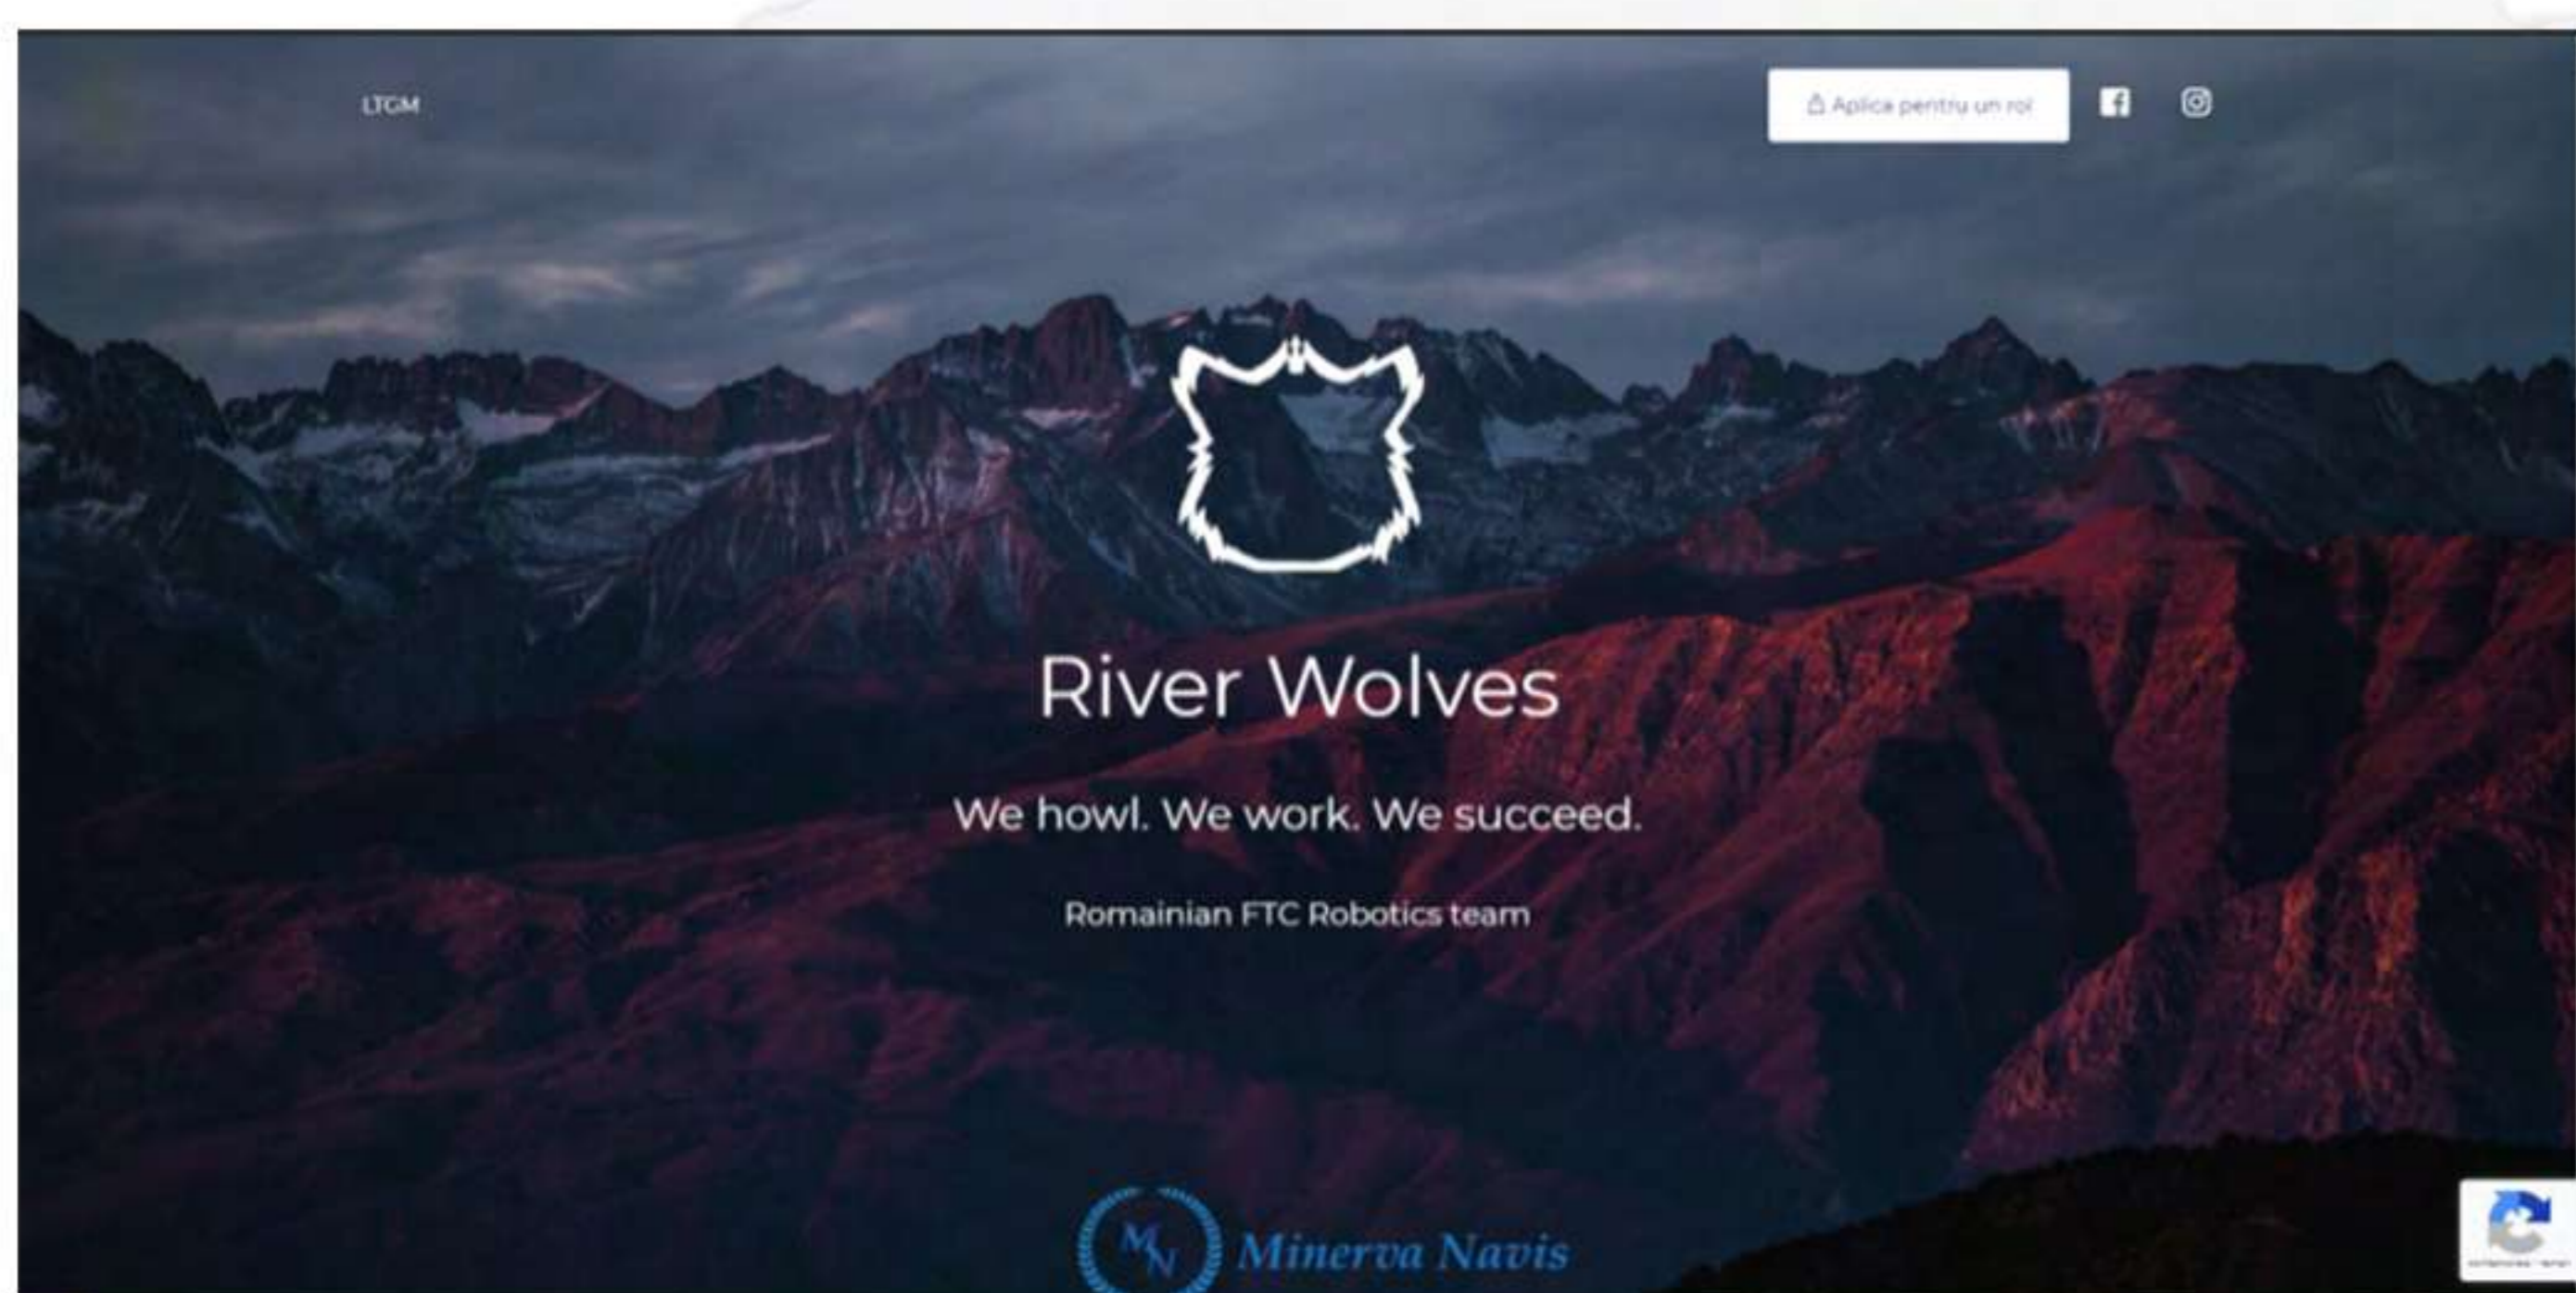 LTGM
Aplica pentru un rol
River Wolves
We howl. We work. We succeed.
Romainian FTC Robotics team
MN Minerva Navis